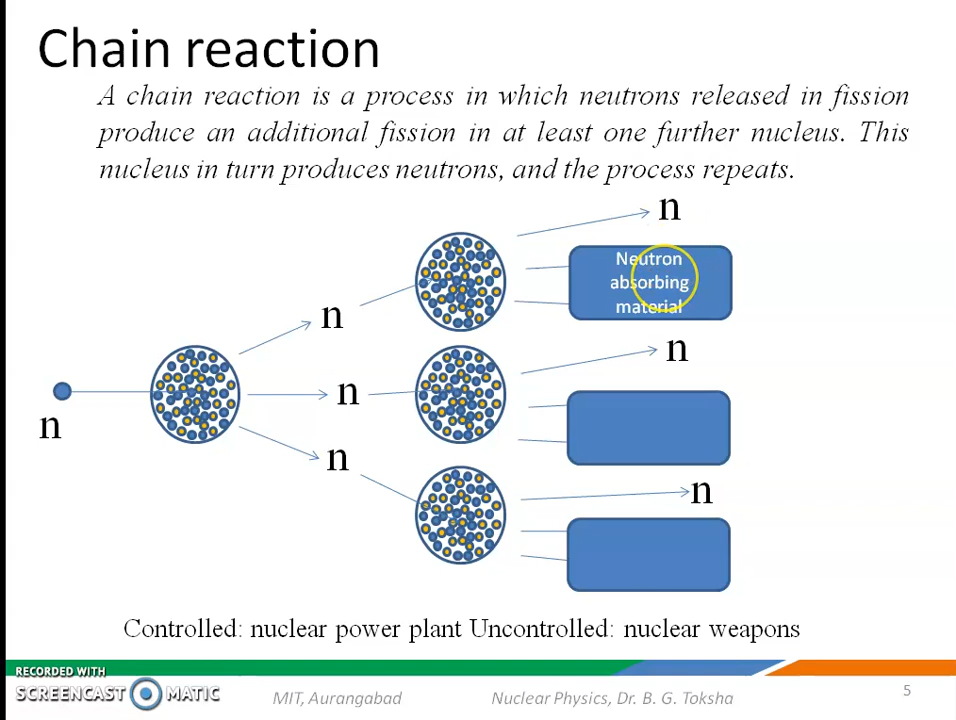 Chain reaction
A chain reaction is a process in which neutrons released in fission
produce an additional fission in at least one further nucleus. This
nucleus in turn produces neutrons, and the process repeats.
n
Neutron
absorbing
material
n
n
n
n
n
n
Controlled: nuclear power plant Uncontrolled: nuclear weapons
RECORDED WITH
SCREENCAST MATIC
MIT, Aurangabad
Nuclear Physics, Dr. B. G. Toksha
5